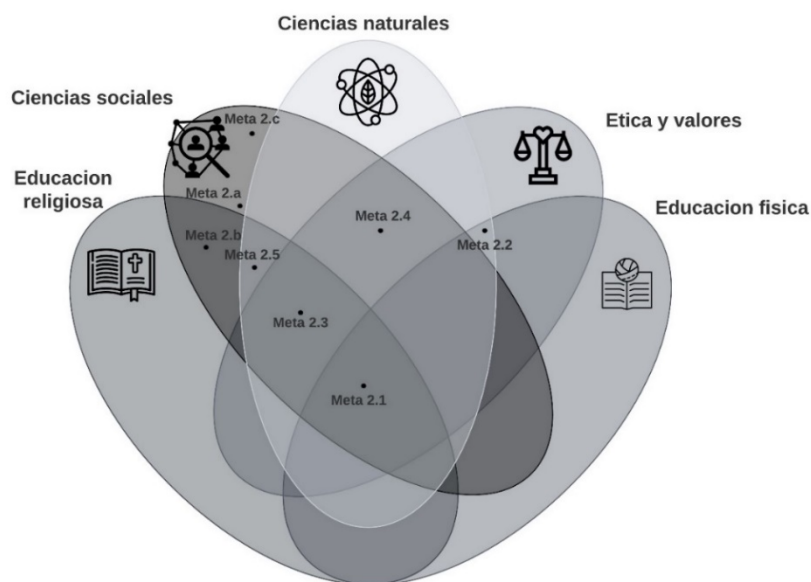 Ciencias naturales
Ciencias sociales
Meta 2.c
Etica y valores
Educacion
religiosa
Meta 2.a
Educacion fisica
Meta 2.b
Meta 2.4
Meta 2.2
Meta 2.5
Meta 2.3
Meta 2.1